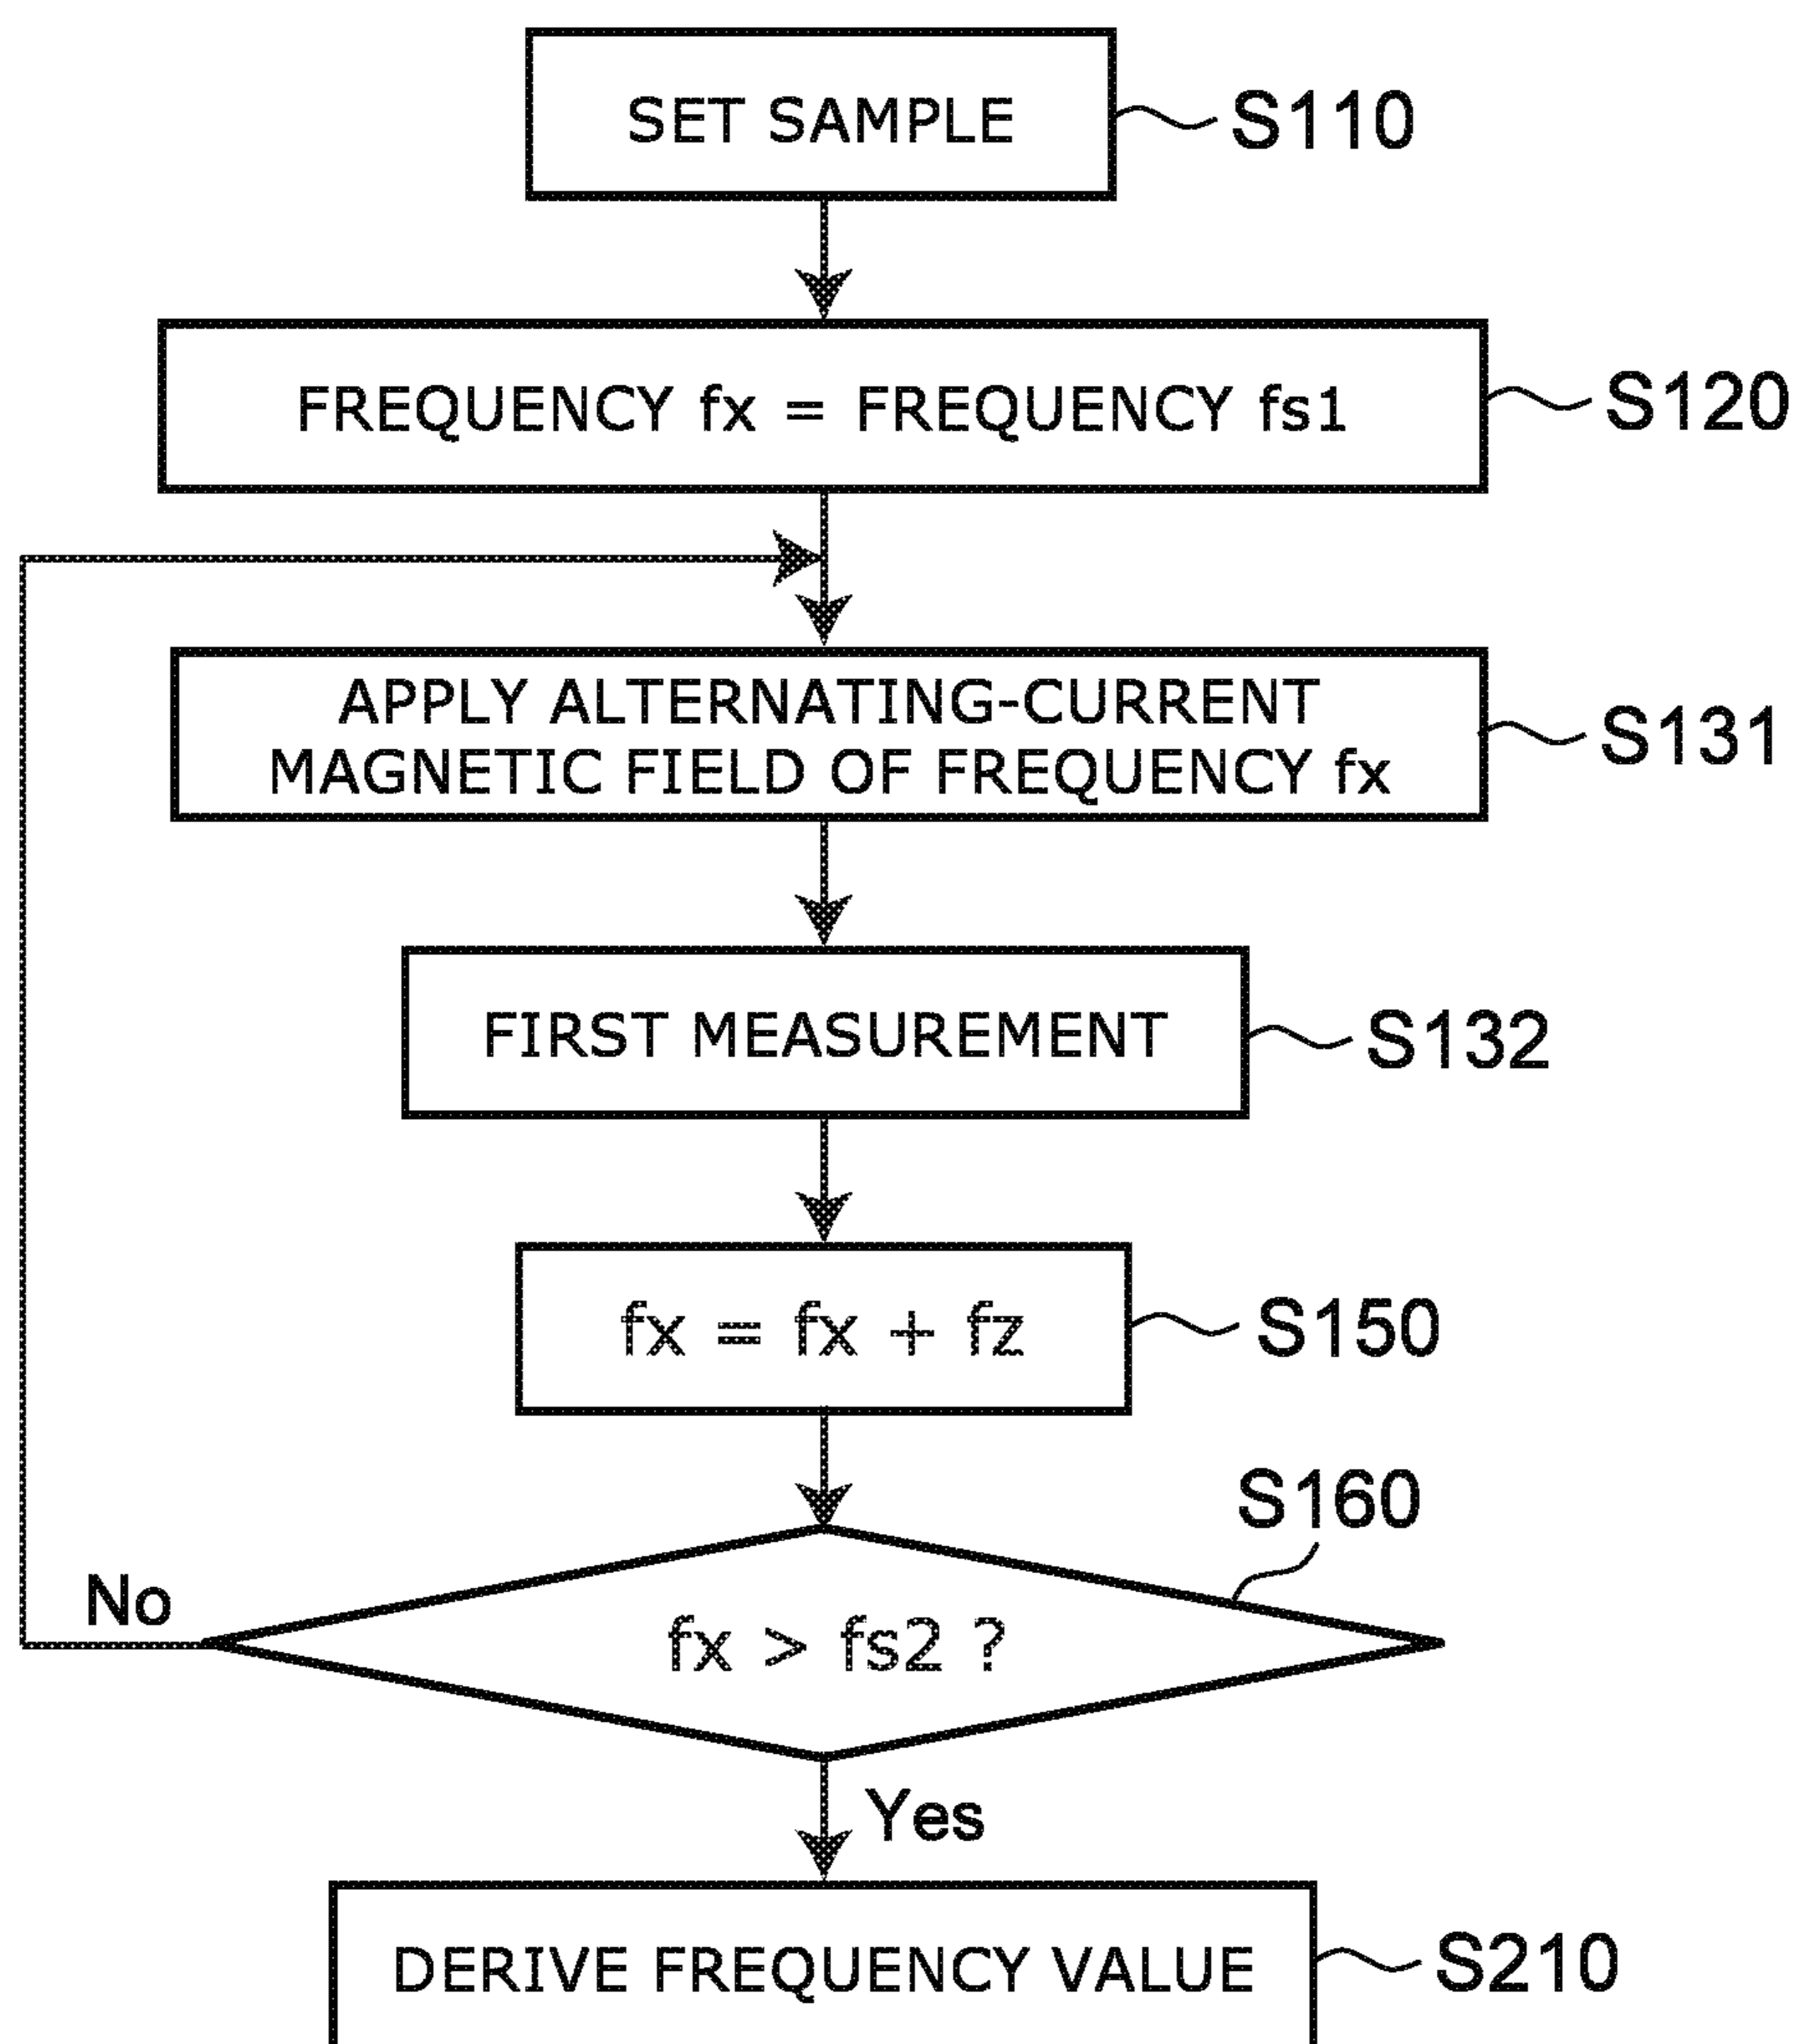 SET SAMPLE
S110
FREQUENCY fx = FREQUENCY fs1
S120
APPLY ALTERNATING-CURRENT
MAGNETIC FIELD OF FREQUENCY fx
S131
FIRST MEASUREMENT
S132
fx = fx + fz
S150
S160
No
fx > fs2 ?
Yes
DERIVE FREQUENCY VALUE
S210